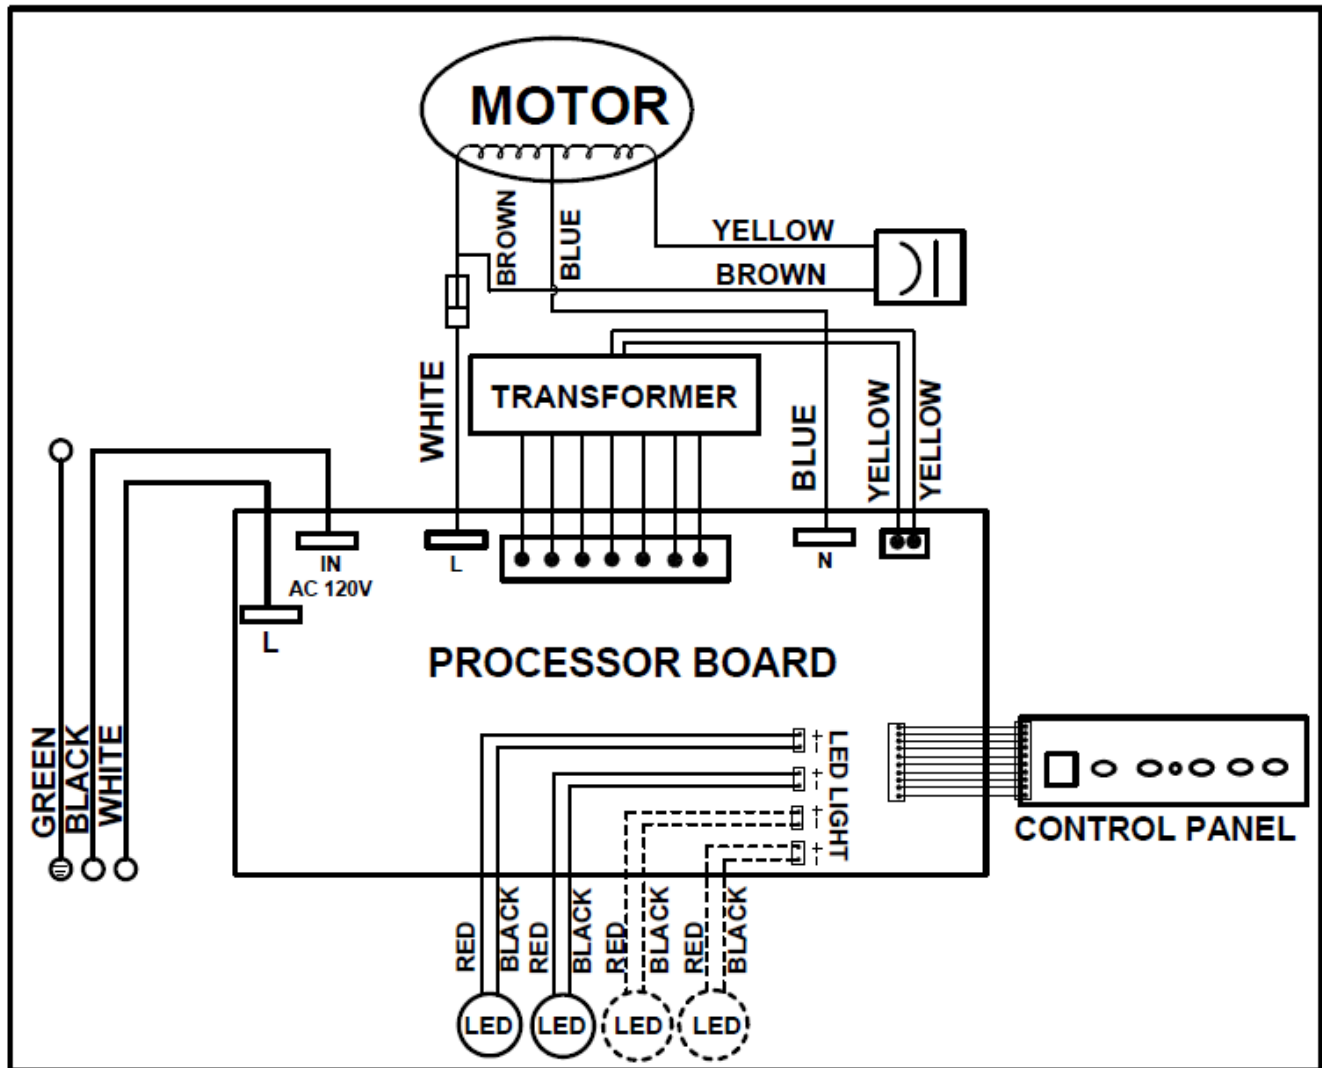 MOTOR
BROWN
BLUE
YELLOW
BROWN
WHITE
TRANSFORMER
BLUE
YELLOW
YELLOW
IN
AC 120V
L
L
N
PROCESSOR BOARD
GREEN
BLACK
WHITE
+
-
+
-
+
-
+
-
LED LIGHT
CONTROL PANEL
RED
BLACK
RED
BLACK
RED
BLACK
RED
BLACK
LED
LED
LED
LED